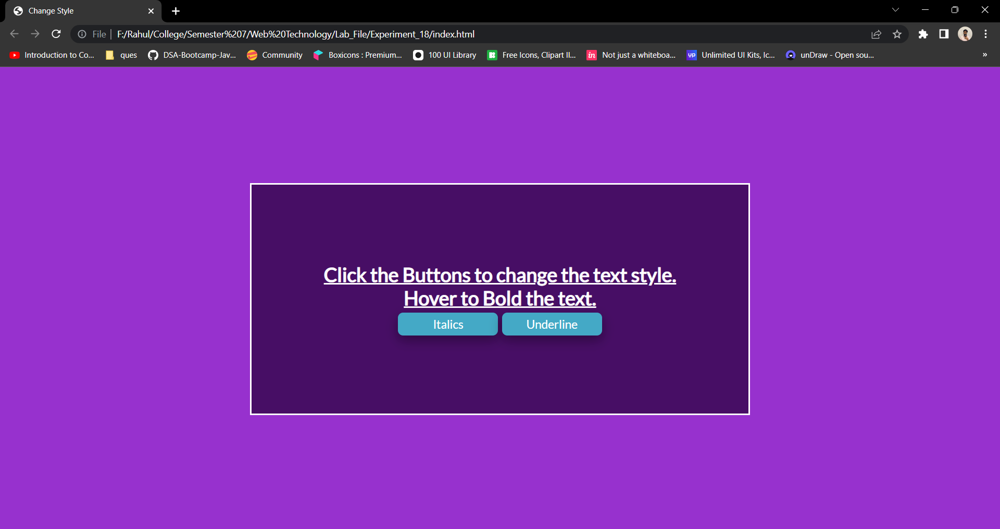 Change Style
File | F:/Rahul/College/Semester%207/Web%20Technology/Lab_File/Experiment_18/index.html
Introduction to Co... ques DSA-Bootcamp-Jav... Community Boxicons : Premium... 100 UI Library Free Icons, Clipart Il... in Not just a whiteboa... UP Unlimited UI Kits, Ic... unDraw - Open sou... »
Click the Buttons to change the text style.
Hover to Bold the text.
Italics Underline